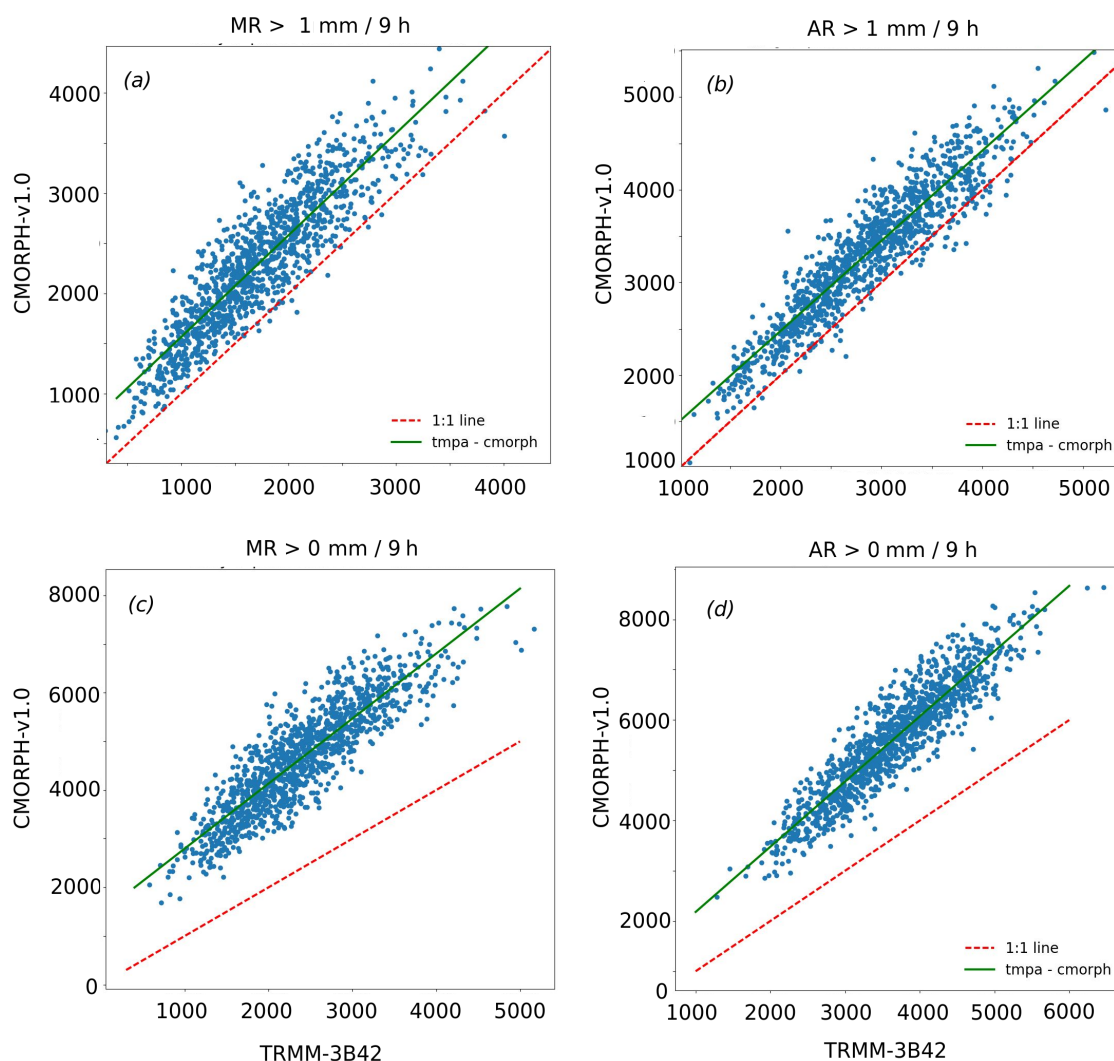 MR > 1 mm / 9 h
(a)
CMORPH-v1.0
4000
3000
2000
1000
1:1 line
tmpa - cmorph
1000 2000 3000 4000
AR > 1 mm / 9 h
(b)
CMORPH-v1.0
5000
4000
3000
2000
1000
1:1 line
tmpa - cmorph
1000 2000 3000 4000 5000
MR > 0 mm / 9 h
(c)
CMORPH-v1.0
8000
6000
4000
2000
0
1000 2000 3000 4000 5000
TRMM-3B42
AR > 0 mm / 9 h
(d)
CMORPH-v1.0
8000
6000
4000
2000
0
1:1 line
tmpa - cmorph
1000 2000 3000 4000 5000 6000
TRMM-3B42